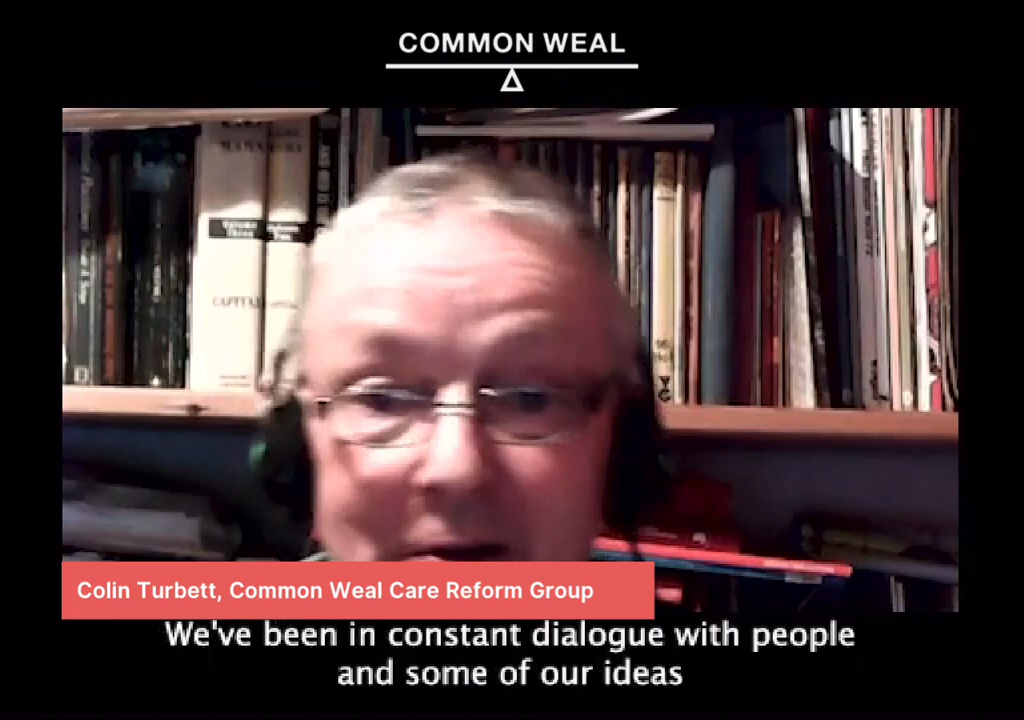 COMMON WEAL
CAPITAL
Colin Turbett, Common Weal Care Reform Group
We've been in constant dialogue with people
and some of our ideas